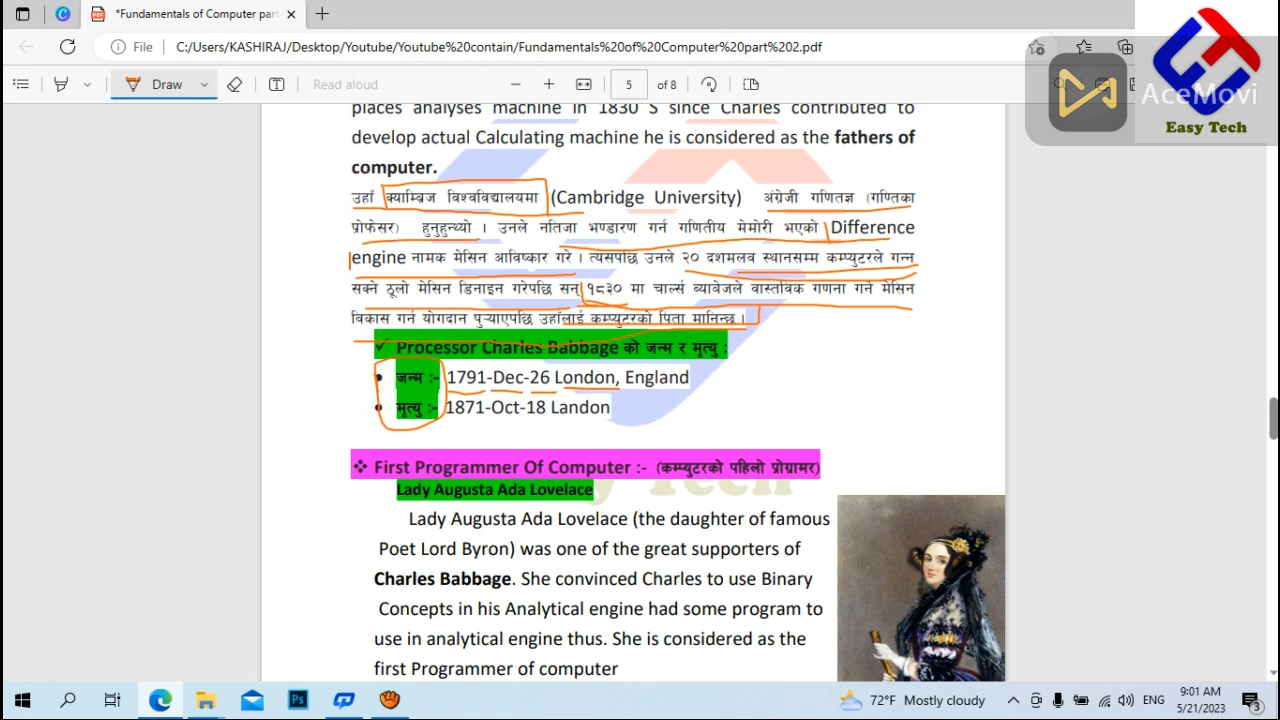 *Fundamentals of Computer par
File C:/Users/KASHIRAJ/Desktop/Youtube/Youtube%20contain/Fundamentals%20of%20Computer%20part%202.pdf
Draw Read aloud 5 of 8
AceMovi
Easy Tech
places analyses machine in 1830 S since Charles contributed to
develop actual Calculating machine he is considered as the fathers of
computer.
उहाँ क्याम्ब्रिज विश्वविद्यालयमा (Cambridge University) अंग्रेजी गणितज्ञ (गण्तिका
प्रोफेसर) हुनुहुन्थ्यो । उनले नतिजा भण्डारण गर्न गणितीय मेमोरी भएको Difference
engine नामक मेसिन आविष्कार गरे । त्यसपछि उनले २० दशमलव स्थानसम्म कम्प्युटरले गन्न
सक्ने ठूलो मेसिन डिजाइन गरेपछि सन् १८३० मा चार्ल्स ब्यावेजले वास्तविक गणना गर्ने मेसिन
विकास गर्न योगदान पुर्‍याएपछि उहाँलाई कम्प्युटरको पिता मानिन्छ ।
✓ Processor Charles Babbage को जन्म र मृत्यु :
• जन्म :- 1791-Dec-26 London, England
• मृत्यु :- 1871-Oct-18 Landon
❖ First Programmer Of Computer :- (कम्प्युटरको पहिलो प्रोग्रामर)
Lady Augusta Ada Lovelace
Lady Augusta Ada Lovelace (the daughter of famous
Poet Lord Byron) was one of the great supporters of
Charles Babbage. She convinced Charles to use Binary
Concepts in his Analytical engine had some program to
use in analytical engine thus. She is considered as the
first Programmer of computer
72°F Mostly cloudy ENG 9:01 AM
5/21/2023 3